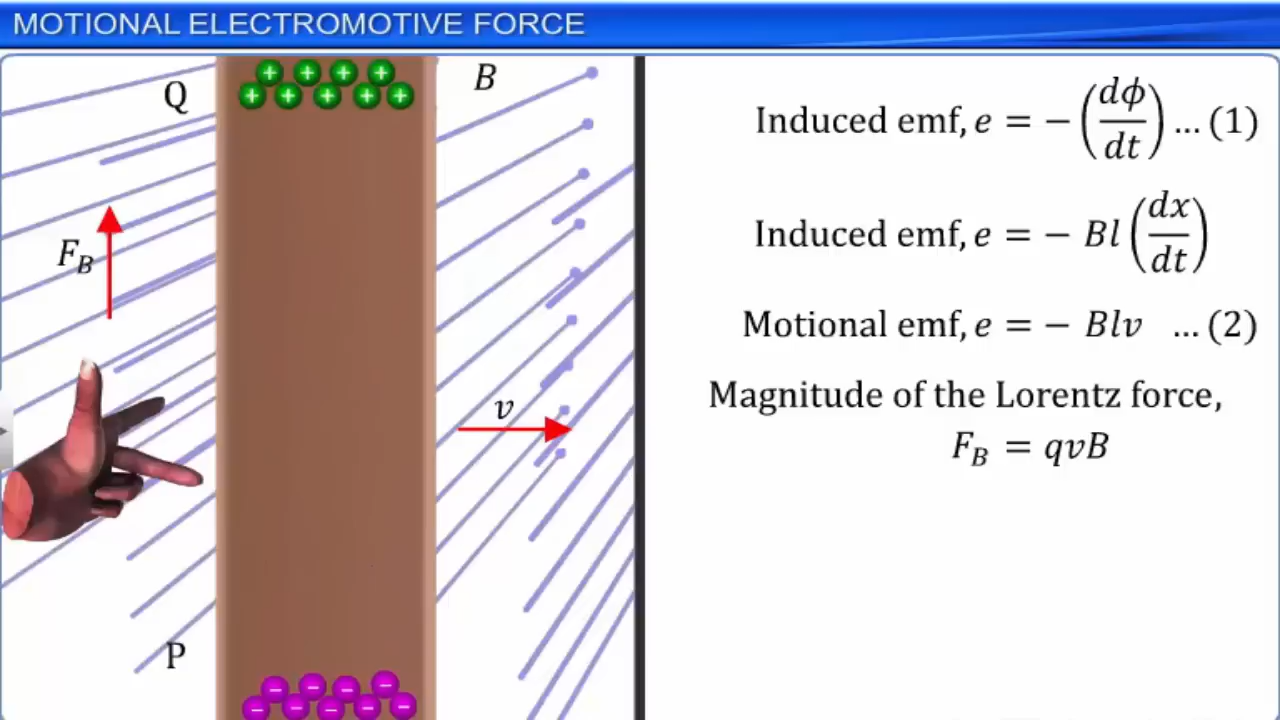 MOTIONAL ELECTROMOTIVE FORCE
Q
B
F_B
v
P
Induced emf, e = − (dϕ/dt) ... (1)
Induced emf, e = − Bl (dx/dt)
Motional emf, e = − Blv ... (2)
Magnitude of the Lorentz force,
F_B = qvB